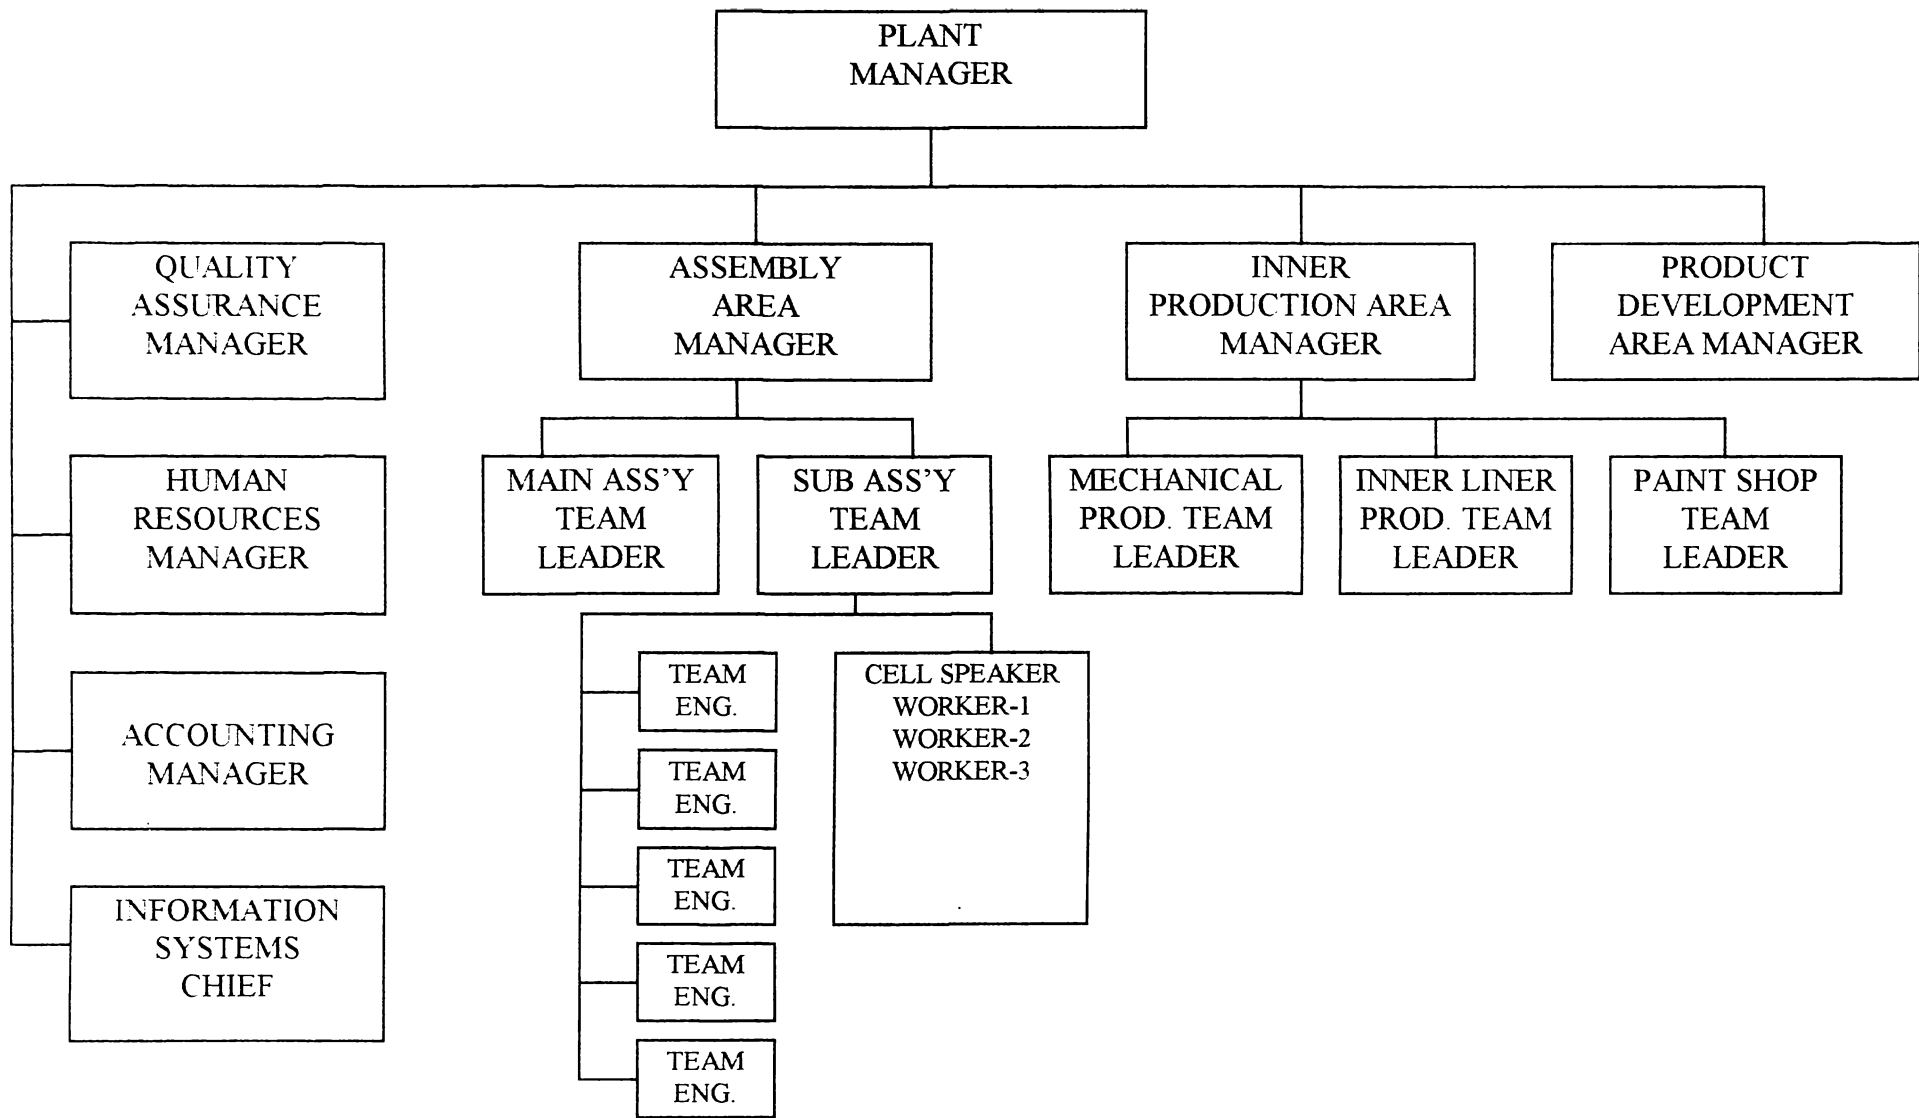 PLANT
MANAGER
QUALITY
ASSURANCE
MANAGER
ASSEMBLY
AREA
MANAGER
INNER
PRODUCTION AREA
MANAGER
PRODUCT
DEVELOPMENT
AREA MANAGER
HUMAN
RESOURCES
MANAGER
MAIN ASS'Y
TEAM
LEADER
SUB ASS'Y
TEAM
LEADER
MECHANICAL
PROD. TEAM
LEADER
INNER LINER
PROD. TEAM
LEADER
PAINT SHOP
TEAM
LEADER
ACCOUNTING
MANAGER
INFORMATION
SYSTEMS
CHIEF
TEAM
ENG.
TEAM
ENG.
TEAM
ENG.
TEAM
ENG.
TEAM
ENG.
CELL SPEAKER
WORKER-1
WORKER-2
WORKER-3